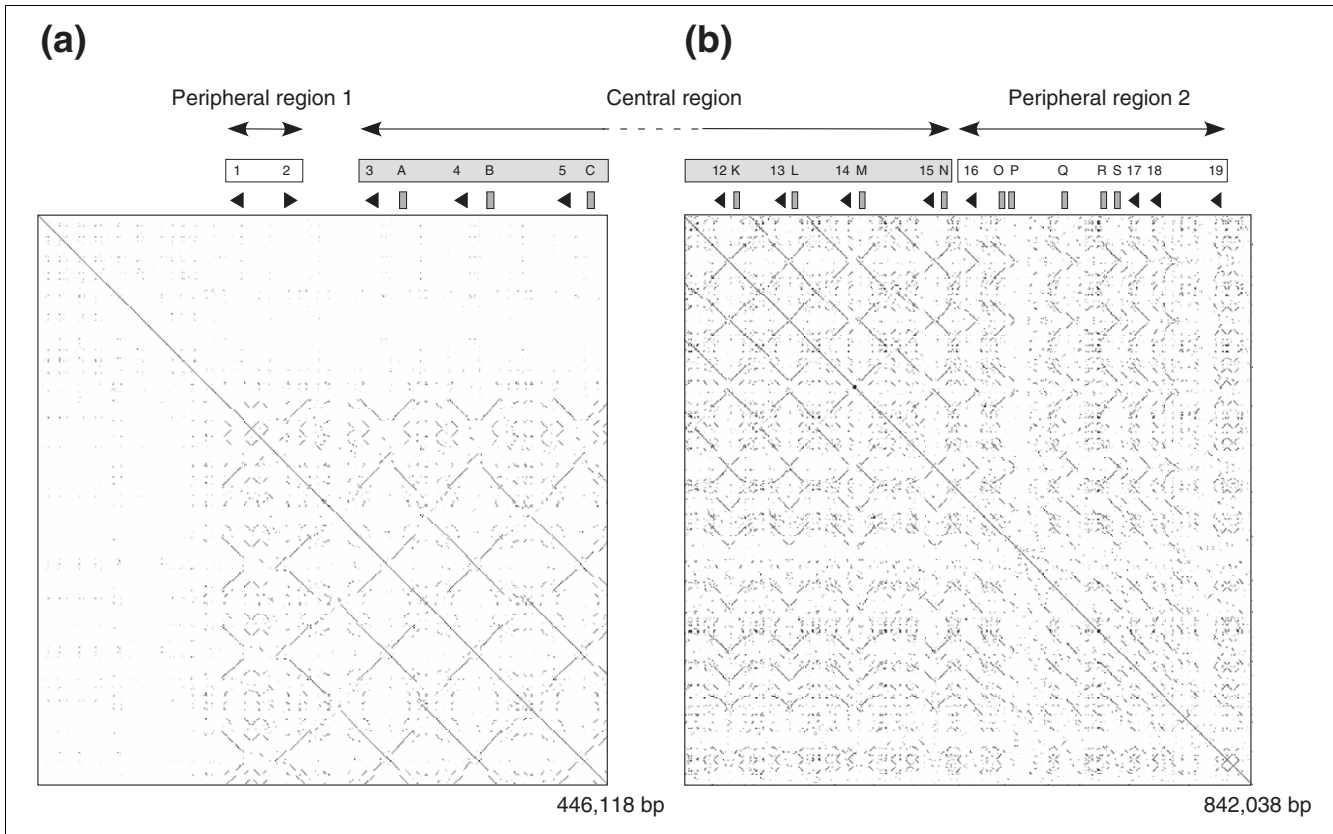 (a) (b)
Peripheral region 1 Central region Peripheral region 2
1 2 3 A 4 B 5 C 12 K 13 L 14 M 15 N 16 O P Q R S 17 18 19
446,118 bp 842,038 bp